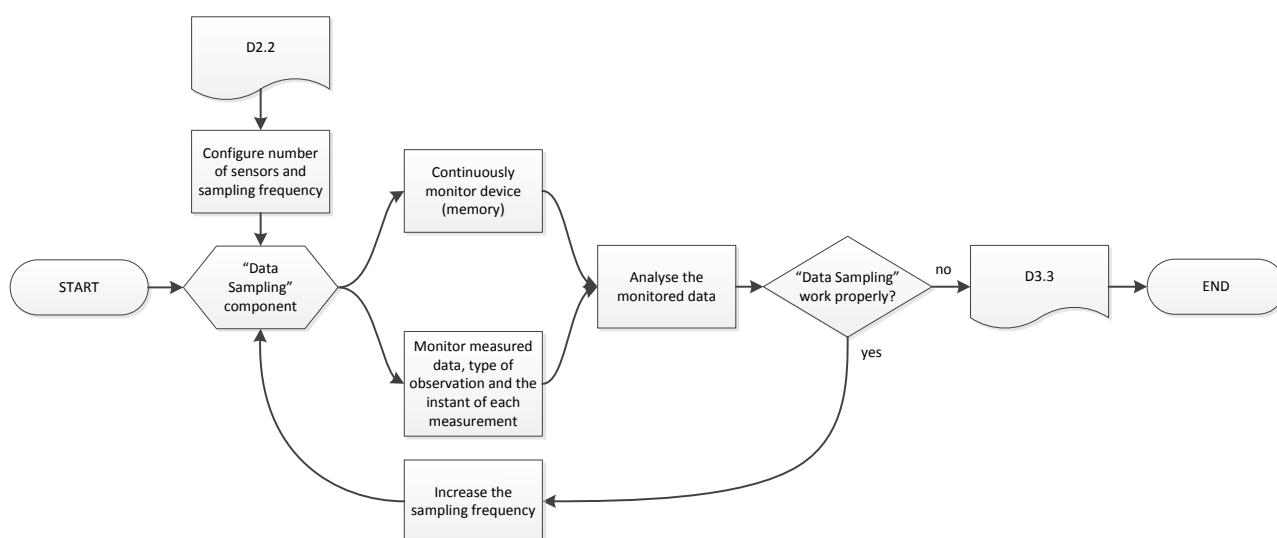 D2.2
Configure number
of sensors and
sampling frequency
START
“Data
Sampling”
component
Continuously
monitor device
(memory)
Monitor measured
data, type of
observation and the
instant of each
measurement
Analyse the
monitored data
“Data Sampling”
work properly?
no
D3.3
END
yes
Increase the
sampling frequency